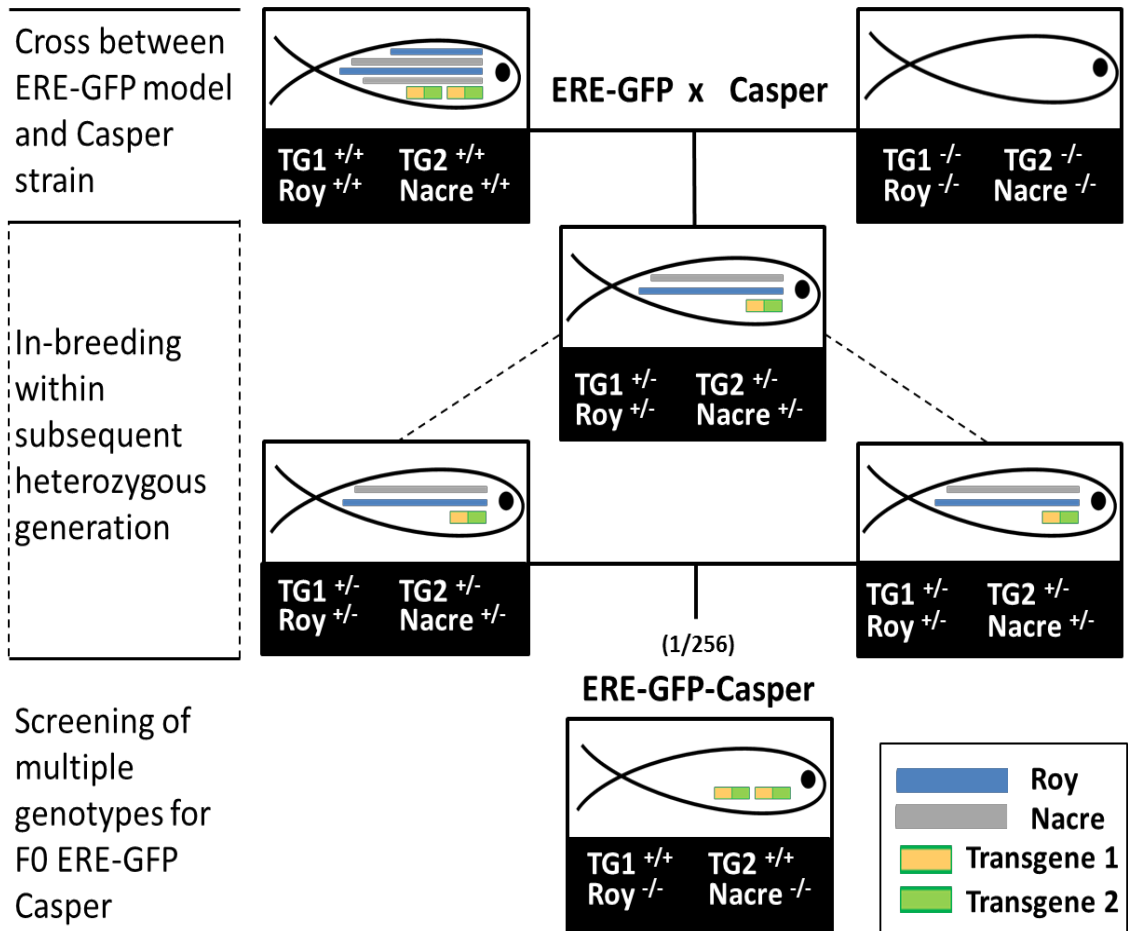 Cross between
ERE-GFP model
and Casper
strain
ERE-GFP x Casper
TG1 +/+ TG2 +/+
Roy +/+ Nacre +/+
TG1 -/- TG2 -/-
Roy -/- Nacre -/-
In-breeding
within
subsequent
heterozygous
generation
TG1 +/- TG2 +/-
Roy +/- Nacre +/-
TG1 +/- TG2 +/-
Roy +/- Nacre +/-
TG1 +/- TG2 +/-
Roy +/- Nacre +/-
(1/256)
ERE-GFP-Casper
Screening of
multiple
genotypes for
F0 ERE-GFP
Casper
TG1 +/+ TG2 +/+
Roy -/- Nacre -/-
Roy
Nacre
Transgene 1
Transgene 2